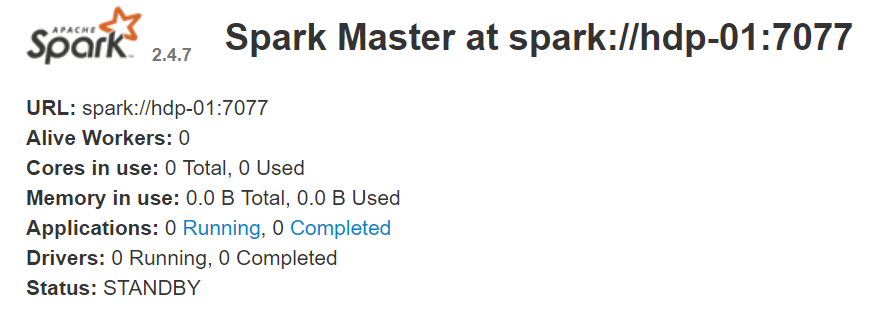 APACHE
Spark 2.4.7 Spark Master at spark://hdp-01:7077
URL: spark://hdp-01:7077
Alive Workers: 0
Cores in use: 0 Total, 0 Used
Memory in use: 0.0 B Total, 0.0 B Used
Applications: 0 Running, 0 Completed
Drivers: 0 Running, 0 Completed
Status: STANDBY